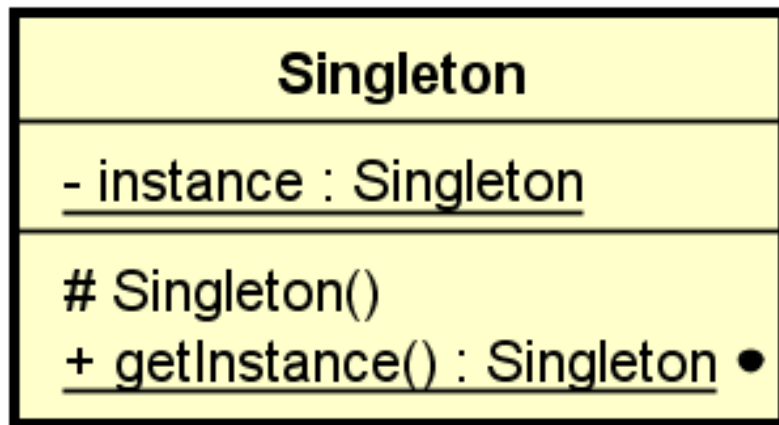 Singleton
- instance : Singleton
# Singleton()
+ getInstance() : Singleton